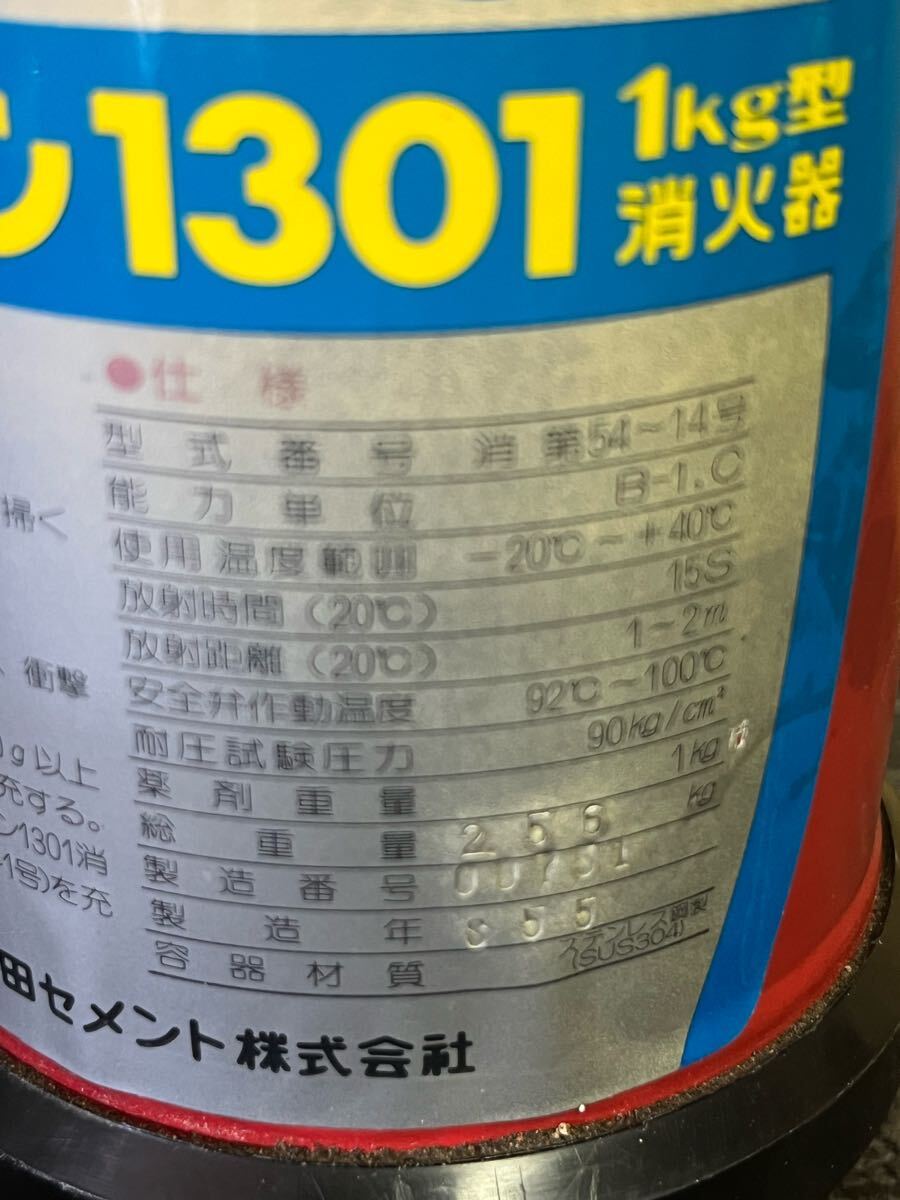 ン1301 1kg型
消火器
●仕様
型式番号 消第54~14号
能力単位 B-1.C
使用温度範囲 -20℃~+40℃
放射時間(20℃) 15S
放射距離(20℃) 1~2m
安全弁作動温度 92℃~100℃
耐圧試験圧力 90kg/cm²
薬剤重量 1kg
総重量 2 5 6 kg
製造番号
製造年 S 5 5
容器材質 ステンレス鋼製
(SUS304)
掃く
衝撃
g以上
充する。
ン1301消
1号)を充
田セメント株式会社